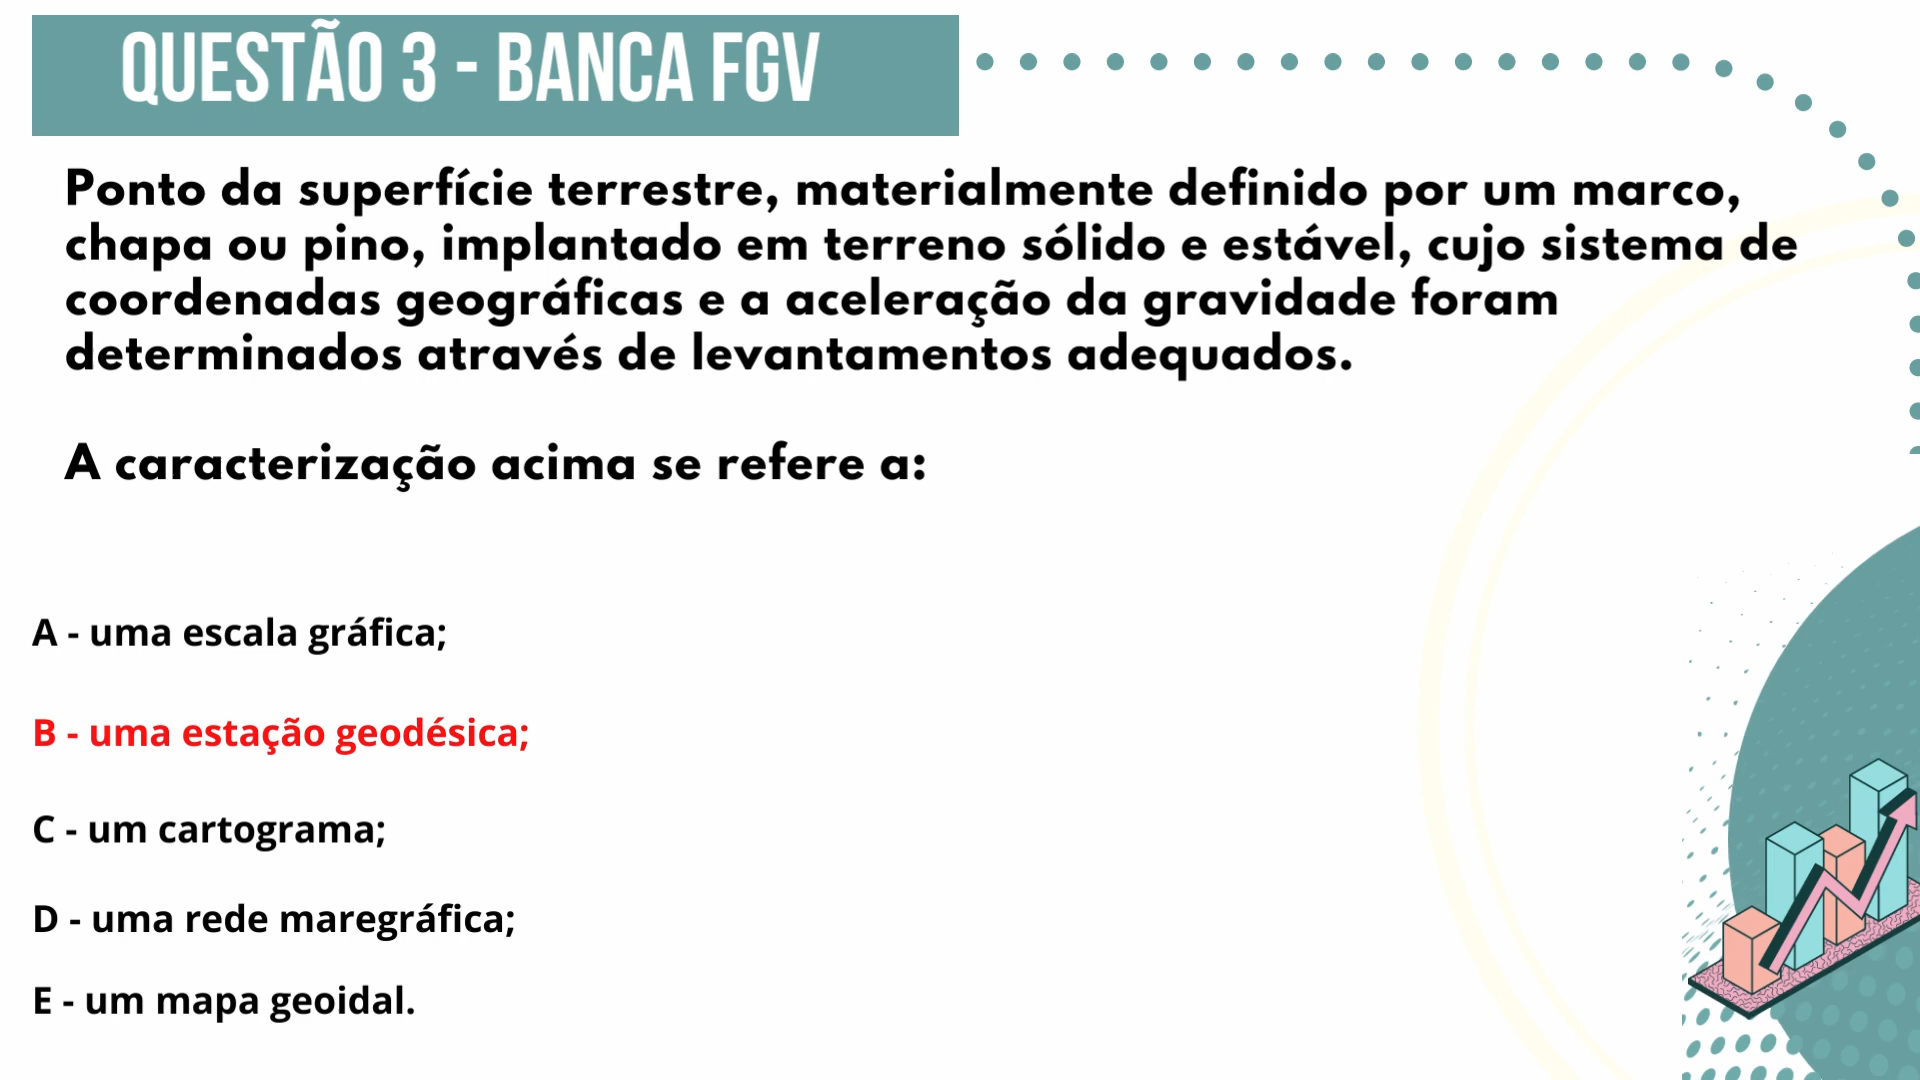 QUESTÃO 3 - BANCA FGV
Ponto da superfície terrestre, materialmente definido por um marco,
chapa ou pino, implantado em terreno sólido e estável, cujo sistema de
coordenadas geográficas e a aceleração da gravidade foram
determinados através de levantamentos adequados.
A caracterização acima se refere a:
A - uma escala gráfica;
B - uma estação geodésica;
C - um cartograma;
D - uma rede maregráfica;
E - um mapa geoidal.